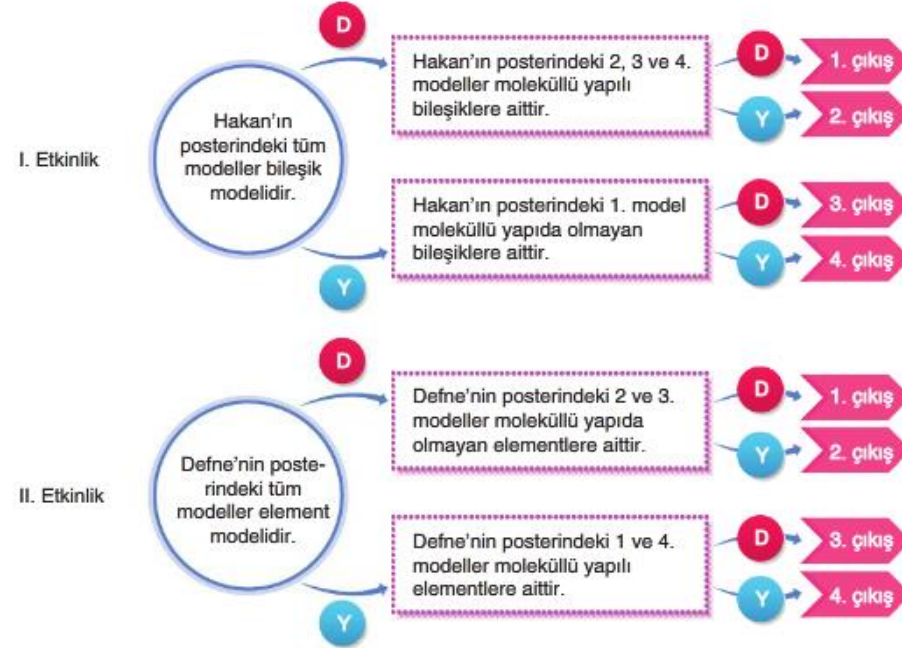 D
Hakan'ın posterindeki 2, 3 ve 4.
modeller moleküllü yapılı
bileşiklere aittir.
D
1. çıkış
Y
2. çıkış
I. Etkinlik
Hakan'ın
posterindeki tüm
modeller bileşik
modelidir.
Hakan'ın posterindeki 1. model
moleküllü yapıda olmayan
bileşiklere aittir.
D
3. çıkış
Y
4. çıkış
Y
D
Defne'nin posterindeki 2 ve 3.
modeller moleküllü yapıda
olmayan elementlere aittir.
D
1. çıkış
Y
2. çıkış
II. Etkinlik
Defne'nin poste-
rindeki tüm
modeller element
modelidir.
Defne'nin posterindeki 1 ve 4.
modeller moleküllü yapılı
elementlere aittir.
D
3. çıkış
Y
4. çıkış
Y